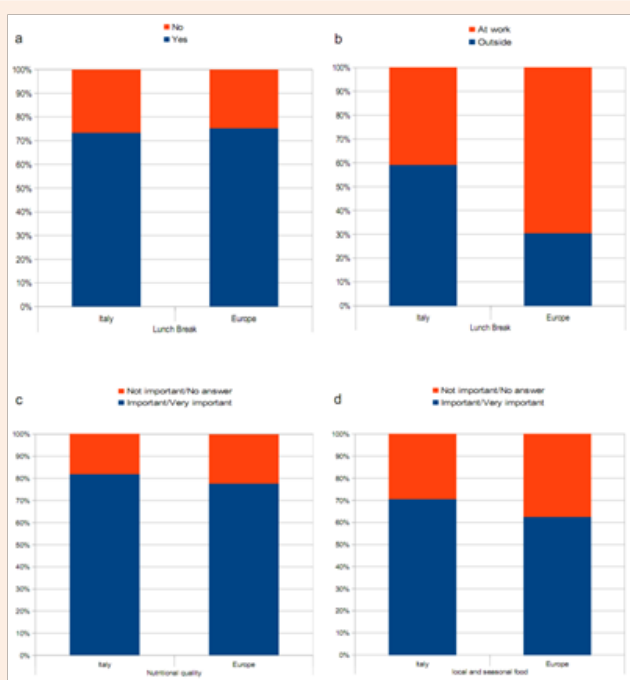 a
No
Yes
100%
90%
80%
70%
60%
50%
40%
30%
20%
10%
0%
Italy Europe
Lunch Break
b
At work
Outside
100%
90%
80%
70%
60%
50%
40%
30%
20%
10%
0%
Italy Europe
Lunch Break
c
Not important/No answer
Important/Very important
100%
90%
80%
70%
60%
50%
40%
30%
20%
10%
0%
Italy Europe
Nutritional quality
d
Not important/No answer
Important/Very important
100%
90%
80%
70%
60%
50%
40%
30%
20%
10%
0%
Italy Europe
local and seasonal food